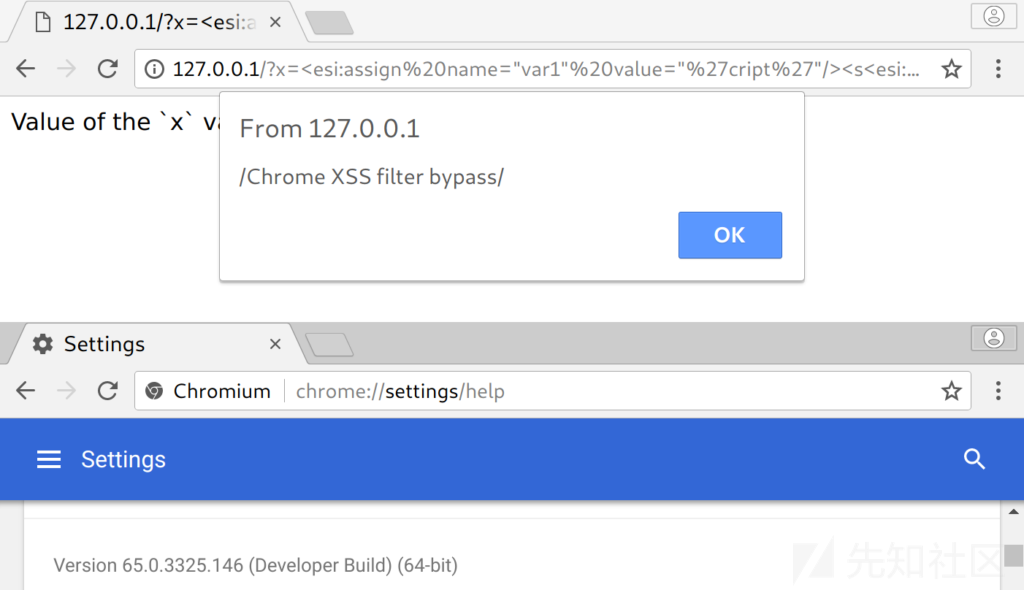 127.0.0.1/?x=<esi:a
127.0.0.1/?x=<esi:assign%20name="var1"%20value="%27cript%27"/><s<esi:...
Value of the `x` va
From 127.0.0.1
/Chrome XSS filter bypass/
OK
Settings
Chromium
chrome://settings/help
Settings
Version 65.0.3325.146 (Developer Build) (64-bit)
先知社区